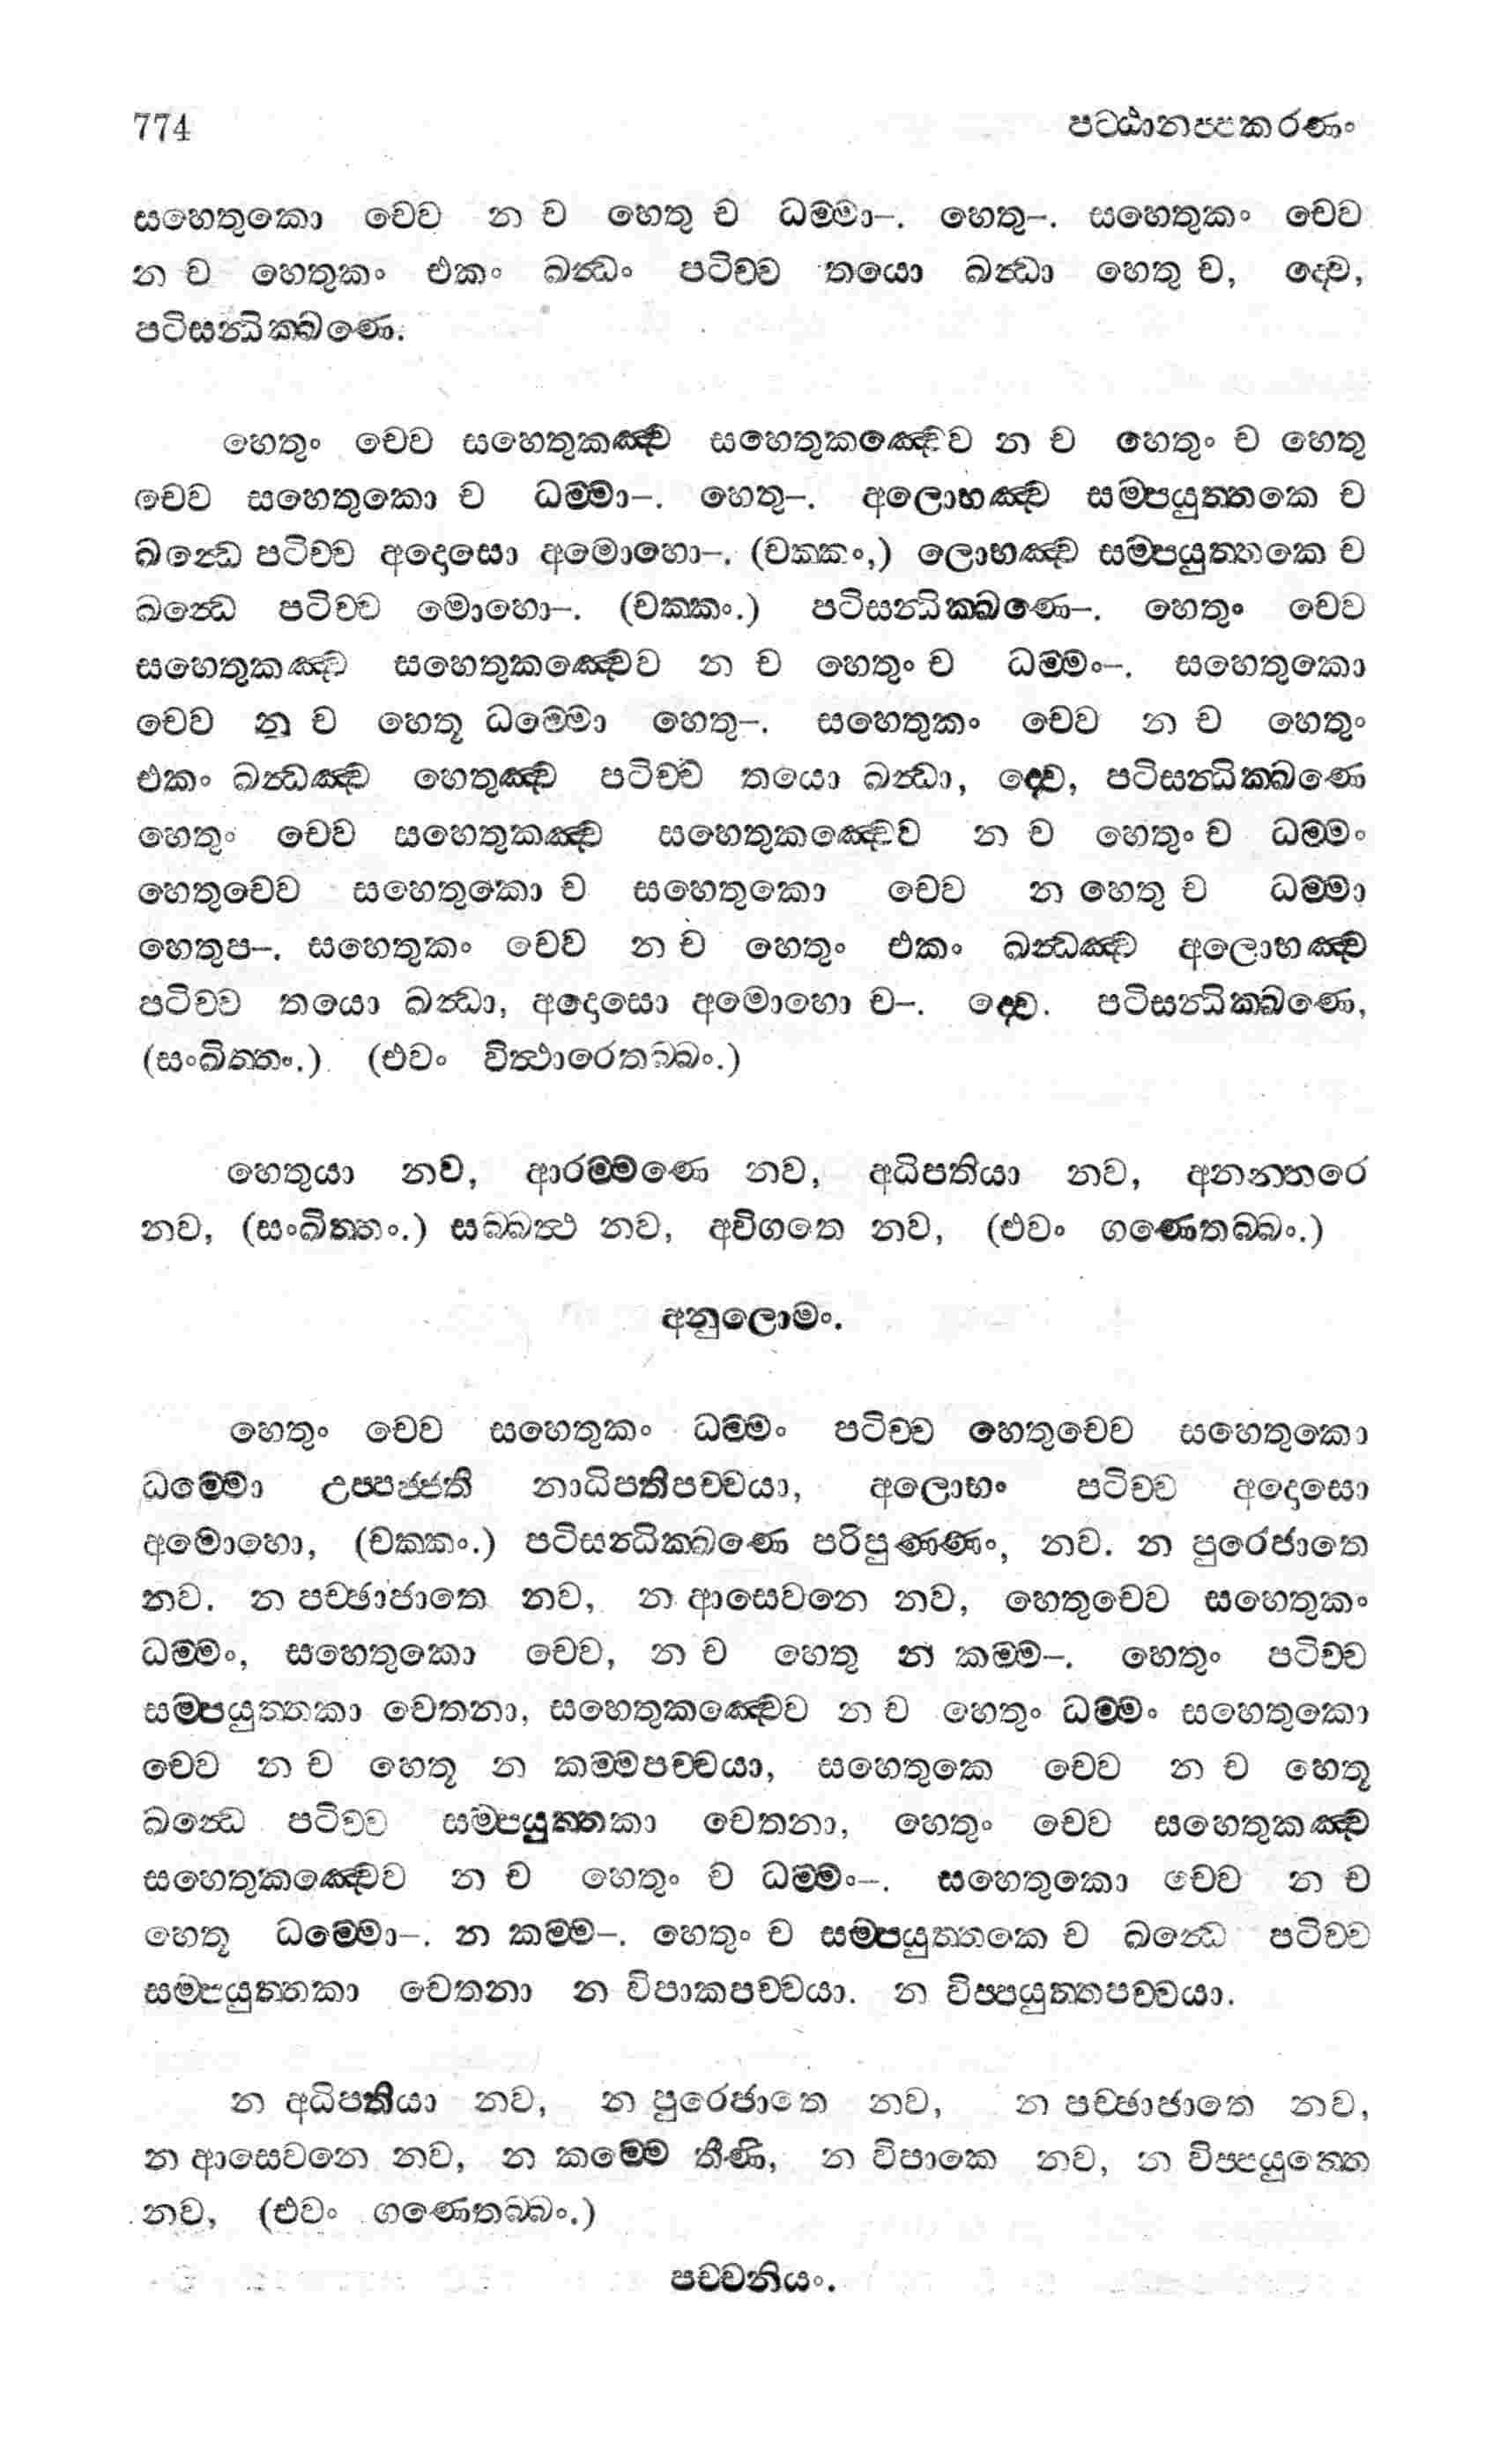 774 පට්ඨානප්පකරණං
සහෙතුකො චෙව න ච හෙතු ච ධම්මා–. හෙතු–. සහෙතුකං චෙව
න ච හෙතුකං එකං ඛන්ධං පටිච්ච තයො ඛන්ධා හෙතු ච, ද්වෙ,
පටිසන්ධික්ඛණෙ.
හෙතුං චෙව සහෙතුකඤ්ච සහෙතුකඤ්චෙව න ච හෙතුං ච හෙතු
චෙව සහෙතුකො ච ධම්මා–. හෙතු–. අලොභඤ්ච සම්පයුත්තකෙ ච
ඛන්ධෙ පටිච්ච අදොසො අමොහො–. (චක්කං,) ලොභඤ්ච සම්පයුත්තකෙ ච
ඛන්ධෙ පටිච්ච මොහො–. (චක්කං.) පටිසන්ධික්ඛණෙ–. හෙතුං චෙව
සහෙතුකඤ්ච සහෙතුකඤ්චෙව න ච හෙතුං ච ධම්මං–. සහෙතුකො
චෙව න ච හෙතූ ධම්මො හෙතු–. සහෙතුකං චෙව න ච හෙතුං
එකං ඛන්ධඤ්ච හෙතුඤ්ච පටිච්ච තයො ඛන්ධා, ද්වෙ, පටිසන්ධික්ඛණෙ
හෙතුං චෙව සහෙතුකඤ්ච සහෙතුකඤ්චෙව න ච හෙතුං ච ධම්මං
හෙතුචෙව සහෙතුකො ච සහෙතුකො චෙව න හෙතු ච ධම්මා
හෙතුප–. සහෙතුකං චෙව න ච හෙතුං එකං ඛන්ධඤ්ච අලොභඤ්ච
පටිච්ච තයො ඛන්ධා, අදොසො අමොහො ච–. ද්වෙ. පටිසන්ධික්ඛණෙ,
(සංඛිත්තං.) (එවං විත්ථාරෙතබ්බං.)
හෙතුයා නව, ආරම්මණෙ නව, අධිපතියා නව, අනන්තරෙ
නව, (සංඛිත්තං.) සබ්බත්ථ නව, අවිගතෙ නව, (එවං ගණෙතබ්බං.)
අනුලොමං.
හෙතුං චෙව සහෙතුකං ධම්මං පටිච්ච හෙතුචෙව සහෙතුකො
ධම්මො උප්පජ්ජති නාධිපතිපච්චයා, අලොභං පටිච්ච අදොසො
අමොහො, (චක්කං.) පටිසන්ධික්ඛණෙ පරිපුණ්ණං, නව. න පුරෙජාතෙ
නව. න පච්ඡාජාතෙ නව, න ආසෙවනෙ නව, හෙතුචෙව සහෙතුකං
ධම්මං, සහෙතුකො චෙව, න ච හෙතු න කම්ම–. හෙතුං පටිච්ච
සම්පයුත්තකා චෙතනා, සහෙතුකඤ්චෙව න ච හෙතුං ධම්මං සහෙතුකො
චෙව න ච හෙතූ න කම්මපච්චයා, සහෙතුකෙ චෙව න ච හෙතූ
ඛන්ධෙ පටිච්ච සම්පයුත්තකා චෙතනා, හෙතුං චෙව සහෙතුකඤ්ච
සහෙතුකඤ්චෙව න ච හෙතුං ච ධම්මං–. සහෙතුකො චෙව න ච
හෙතූ ධම්මො–. න කම්ම–. හෙතුං ච සම්පයුත්තකෙ ච ඛන්ධෙ පටිච්ච
සම්පයුත්තකා චෙතනා න විපාකපච්චයා. න විප්පයුත්තපච්චයා.
න අධිපතියා නව, න පුරෙජාතෙ නව, න පච්ඡාජාතෙ නව,
න ආසෙවනෙ නව, න කම්මෙ තීණි, න විපාකෙ නව, න විප්පයුත්තෙ
නව, (එවං ගණෙතබ්බං.)
පච්චනියං.